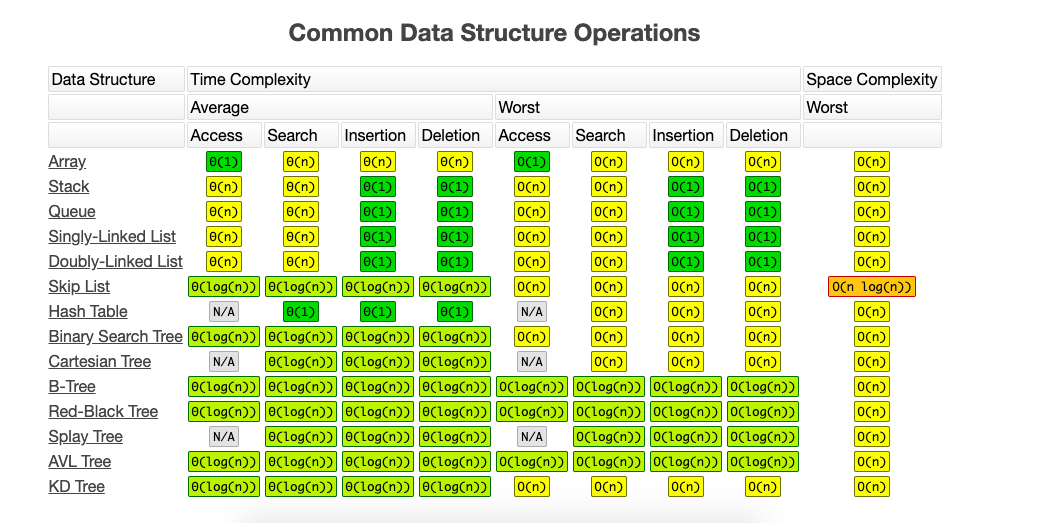 Common Data Structure Operations
Data Structure Time Complexity Space Complexity
Average Worst Worst
Access Search Insertion Deletion Access Search Insertion Deletion
Array Θ(1) Θ(n) Θ(n) Θ(n) O(1) O(n) O(n) O(n) O(n)
Stack Θ(n) Θ(n) Θ(1) Θ(1) O(n) O(n) O(1) O(1) O(n)
Queue Θ(n) Θ(n) Θ(1) Θ(1) O(n) O(n) O(1) O(1) O(n)
Singly-Linked List Θ(n) Θ(n) Θ(1) Θ(1) O(n) O(n) O(1) O(1) O(n)
Doubly-Linked List Θ(n) Θ(n) Θ(1) Θ(1) O(n) O(n) O(1) O(1) O(n)
Skip List Θ(log(n)) Θ(log(n)) Θ(log(n)) Θ(log(n)) O(n) O(n) O(n) O(n) O(n log(n))
Hash Table N/A Θ(1) Θ(1) Θ(1) N/A O(n) O(n) O(n) O(n)
Binary Search Tree Θ(log(n)) Θ(log(n)) Θ(log(n)) Θ(log(n)) O(n) O(n) O(n) O(n) O(n)
Cartesian Tree N/A Θ(log(n)) Θ(log(n)) Θ(log(n)) N/A O(n) O(n) O(n) O(n)
B-Tree Θ(log(n)) Θ(log(n)) Θ(log(n)) Θ(log(n)) O(log(n)) O(log(n)) O(log(n)) O(log(n)) O(n)
Red-Black Tree Θ(log(n)) Θ(log(n)) Θ(log(n)) Θ(log(n)) O(log(n)) O(log(n)) O(log(n)) O(log(n)) O(n)
Splay Tree N/A Θ(log(n)) Θ(log(n)) Θ(log(n)) N/A O(log(n)) O(log(n)) O(log(n)) O(n)
AVL Tree Θ(log(n)) Θ(log(n)) Θ(log(n)) Θ(log(n)) O(log(n)) O(log(n)) O(log(n)) O(log(n)) O(n)
KD Tree Θ(log(n)) Θ(log(n)) Θ(log(n)) Θ(log(n)) O(n) O(n) O(n) O(n) O(n)